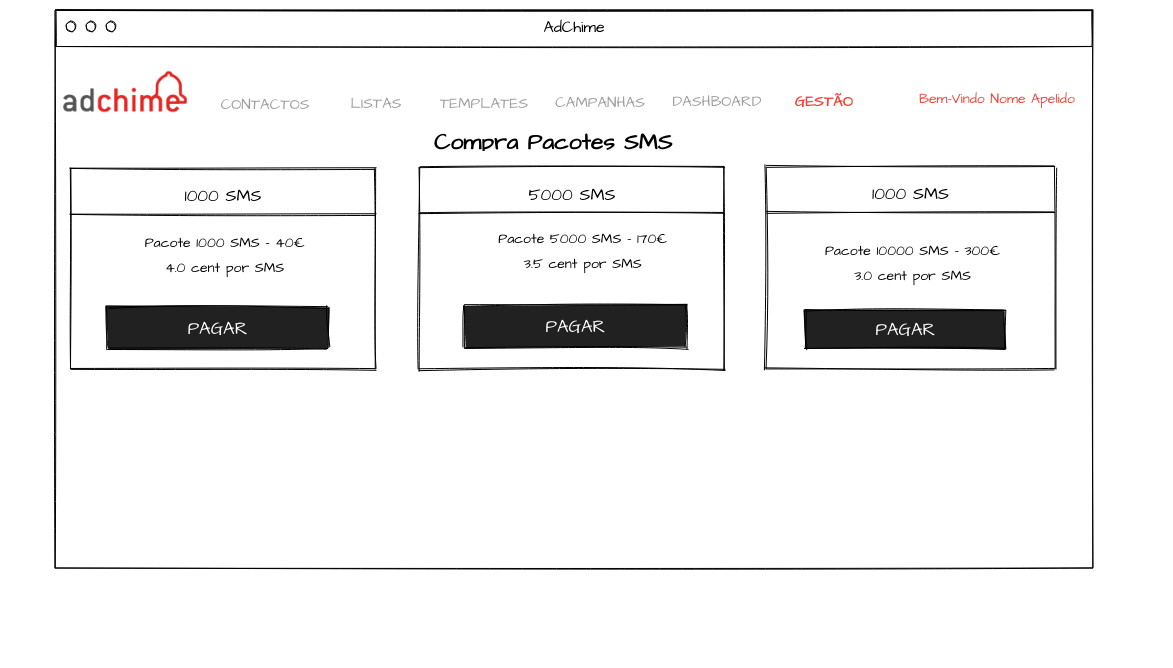 AdChime
adchime
CONTACTOS LISTAS TEMPLATES CAMPANHAS DASHBOARD GESTÃO Bem-Vindo Nome Apelido
Compra Pacotes SMS
1000 SMS
Pacote 1000 SMS - 40€
4.0 cent por SMS
PAGAR
5000 SMS
Pacote 5000 SMS - 170€
3.5 cent por SMS
PAGAR
1000 SMS
Pacote 10000 SMS - 300€
3.0 cent por SMS
PAGAR